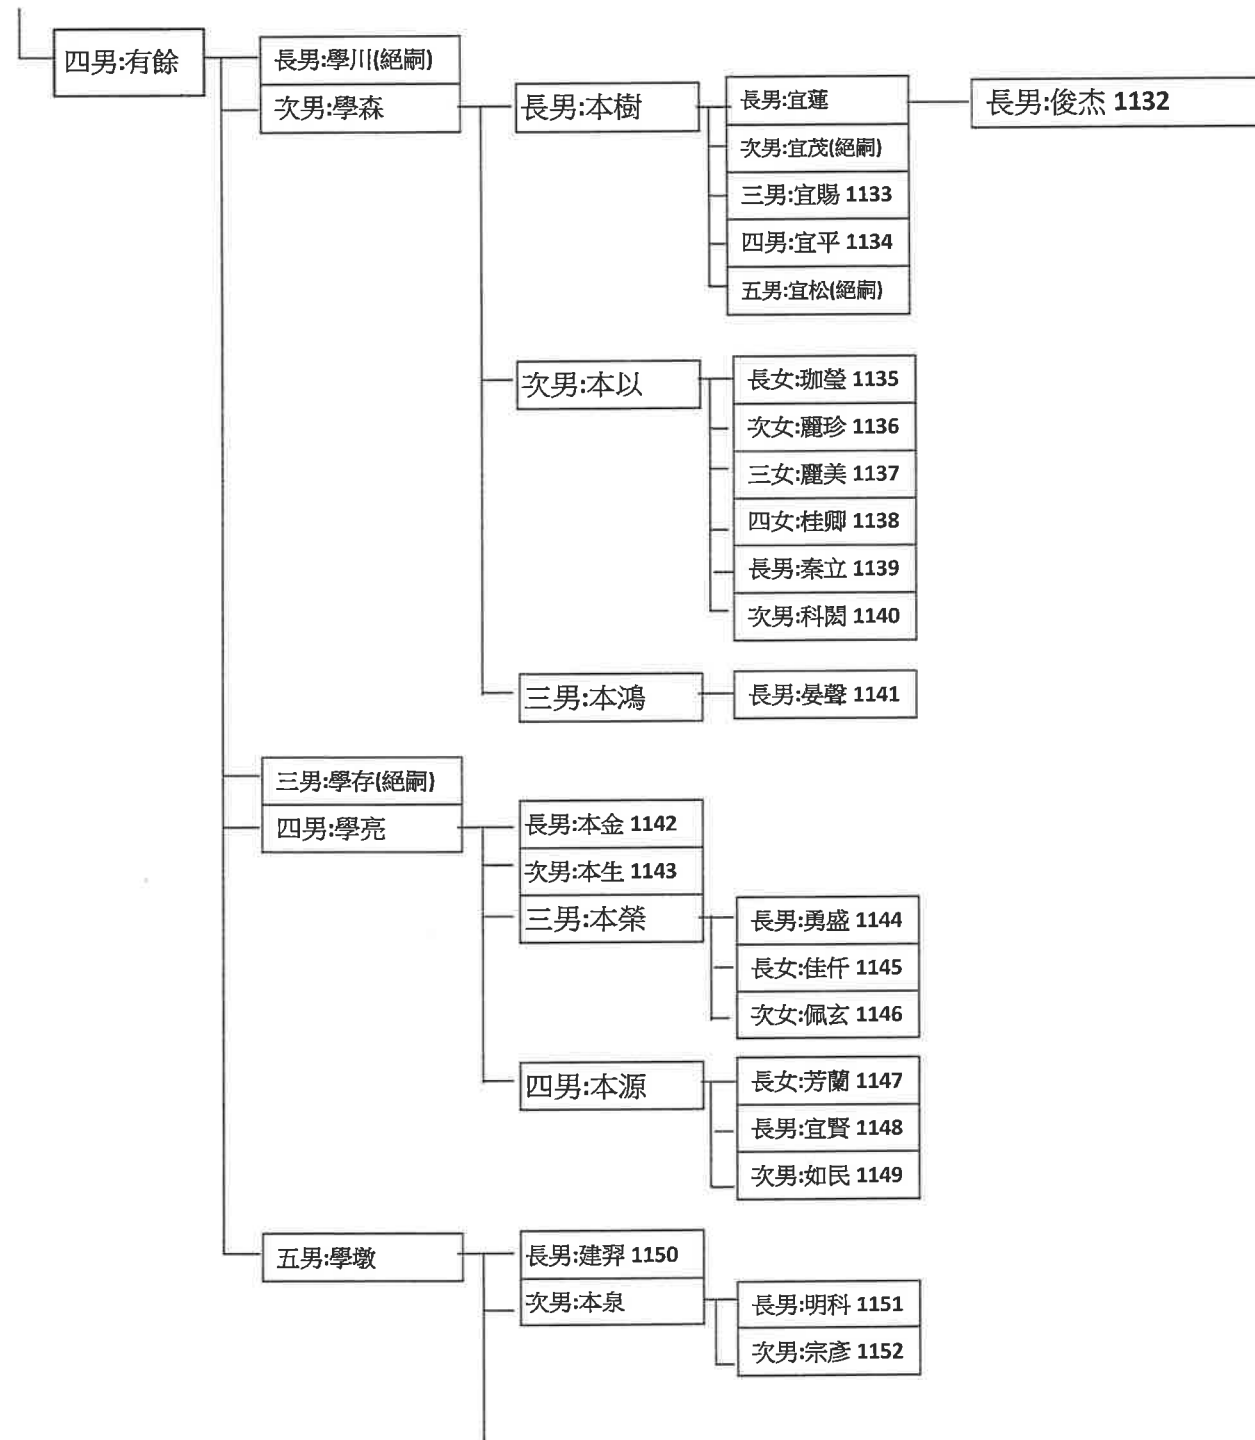 四男:有餘
長男:學川(絕嗣)
次男:學森
長男:本樹
長男:宜蓮
長男:俊杰 1132
次男:宜茂(絕嗣)
三男:宜賜 1133
四男:宜平 1134
五男:宜松(絕嗣)
次男:本以
長女:珈瑩 1135
次女:麗珍 1136
三女:麗美 1137
四女:桂卿 1138
長男:秦立 1139
次男:科閎 1140
三男:本鴻
長男:晏聲 1141
三男:學存(絕嗣)
四男:學亮
長男:本金 1142
次男:本生 1143
三男:本榮
長男:勇盛 1144
長女:佳仟 1145
次女:佩玄 1146
四男:本源
長女:芳蘭 1147
長男:宜賢 1148
次男:如民 1149
五男:學墩
長男:建羿 1150
次男:本泉
長男:明科 1151
次男:宗彥 1152